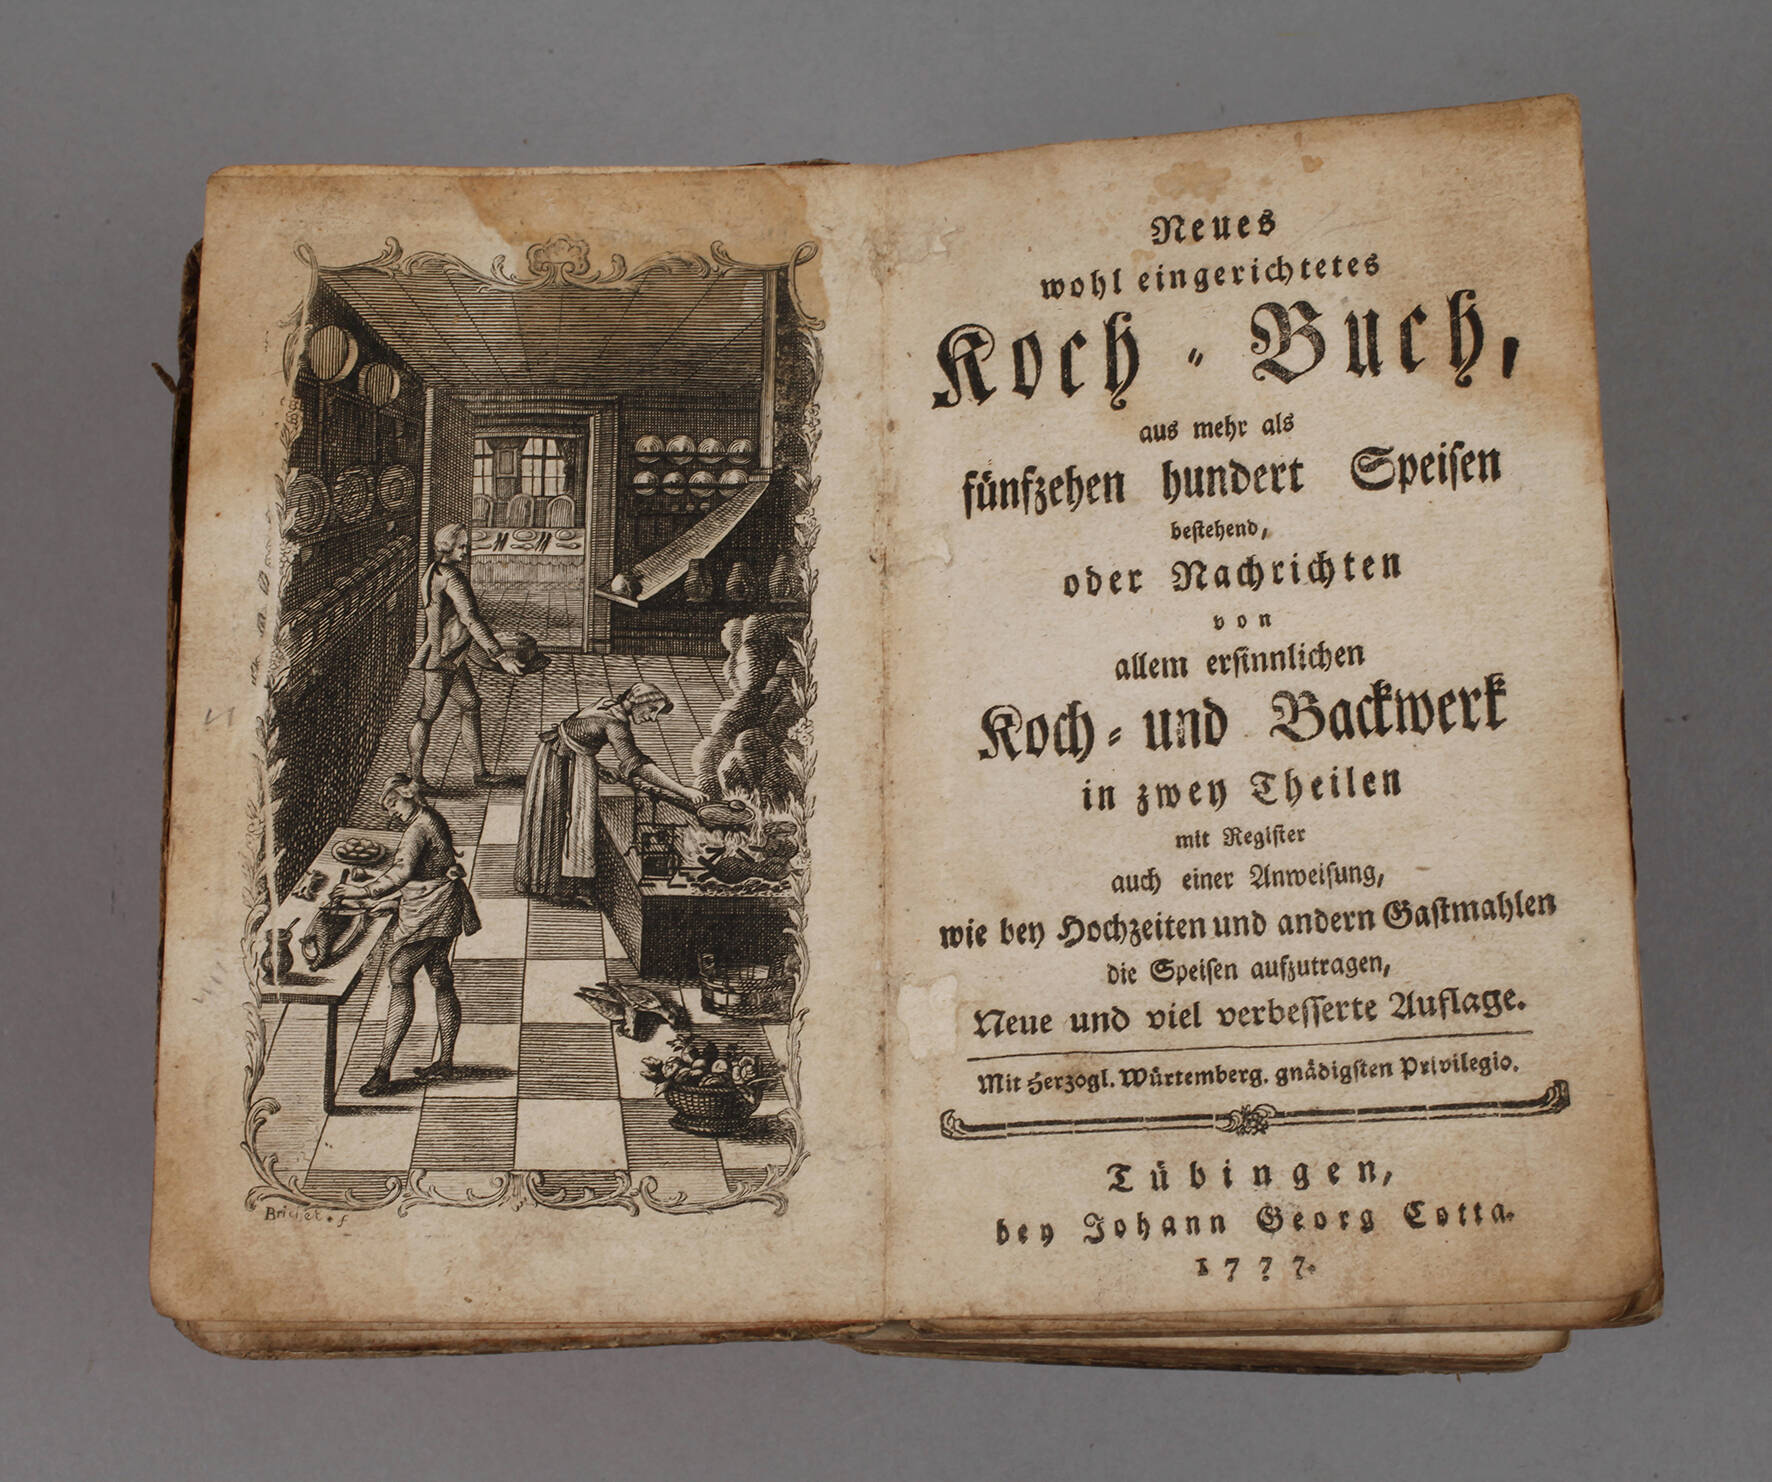 Brichet. f
Neues
wohl eingerichtetes
Koch-Buch,
aus mehr als
fünfzehen hundert Speisen
bestehend,
oder Nachrichten
von
allem ersinnlichen
Koch- und Backwerk
in zwey Theilen
mit Register
auch einer Anweisung,
wie bey Hochzeiten und andern Gastmahlen
die Speisen aufzutragen,
Neue und viel verbesserte Auflage.
Mit Herzogl. Würtemberg. gnädigsten Privilegio.
Tübingen,
bey Johann Georg Cotta.
1777.